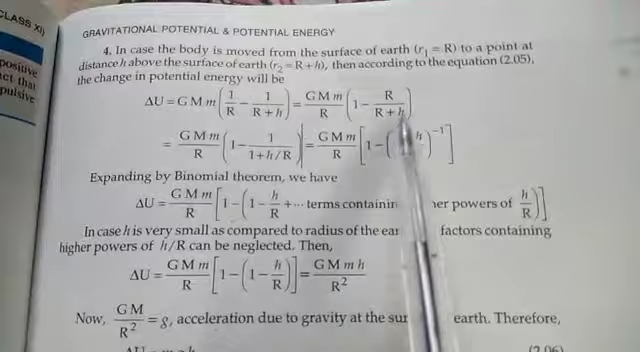 CLASS XI)
GRAVITATIONAL POTENTIAL & POTENTIAL ENERGY
positive
act that
pulsive
4. In case the body is moved from the surface of earth (r₁ = R) to a point at
distance h above the surface of earth (r₂ = R + h), then according to the equation (2.05),
the change in potential energy will be
ΔU = G M m (1/R − 1/(R + h)) = G M m/R (1 − R/(R + h))
= G M m/R (1 − 1/(1 + h/R)) = G M m/R [1 − ( h )⁻¹]
Expanding by Binomial theorem, we have
ΔU = G M m/R [1 − (1 − h/R + ··· terms containin her powers of h/R)]
In case h is very small as compared to radius of the ear factors containing
higher powers of h/R can be neglected. Then,
ΔU = G M m/R [1 − (1 − h/R)] = G M m h/R²
Now, GM/R² = g, acceleration due to gravity at the sur earth. Therefore,
(2.06)